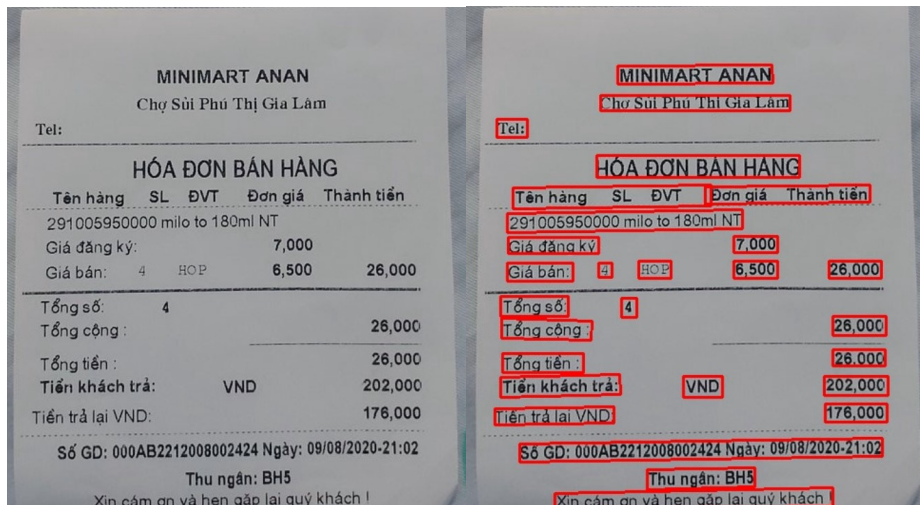 MINIMART ANAN
Chợ Sủi Phú Thị Gia Lâm
Tel:
HÓA ĐƠN BÁN HÀNG
Tên hàng SL ĐVT Đơn giá Thành tiền
291005950000 milo to 180ml NT
Giá đăng ký: 7,000
Giá bán: 4 HOP 6,500 26,000
Tổng số: 4
Tổng cộng : 26,000
Tổng tiền : 26,000
Tiền khách trả: VND 202,000
Tiền trả lại VND: 176,000
Số GD: 000AB2212008002424 Ngày: 09/08/2020-21:02
Thu ngân: BH5
Xin cám ơn và hẹn gặp lại quý khách !
MINIMART ANAN
Chợ Sủi Phú Thị Gia Lâm
Tel:
HÓA ĐƠN BÁN HÀNG
Tên hàng SL ĐVT Đơn giá Thành tiền
291005950000 milo to 180ml NT
Giá đăng ký 7,000
Giá bán: 4 HOP 6,500 26,000
Tổng số: 4
Tổng cộng : 26,000
Tổng tiền : 26.000
Tiền khách trả: VND 202,000
Tiền trả lại VND: 176,000
Số GD: 000AB2212008002424 Ngày: 09/08/2020-21:02
Thu ngân: BH5
Xin cám ơn và hẹn gặp lại quý khách !